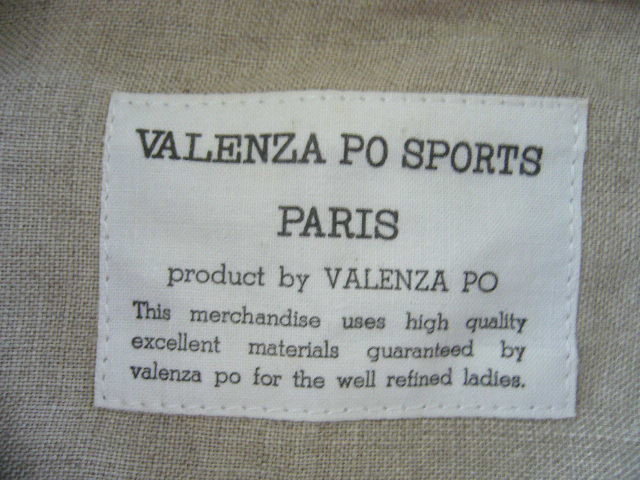 VALENZA PO SPORTS
PARIS
product by VALENZA PO
This merchandise uses high quality
excellent materials guaranteed by
valenza po for the well refined ladies.